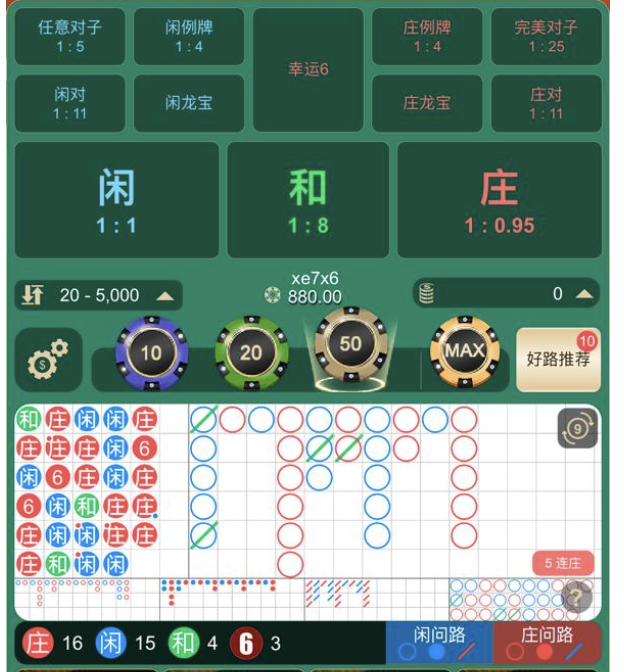 任意对子 闲例牌 庄例牌 完美对子
1 : 5 1 : 4 幸运6 1 : 4 1 : 25
闲对 闲龙宝 庄龙宝 庄对
1 : 11 1 : 11
闲 和 庄
1 : 1 1 : 8 1 : 0.95
xe7x6
20 - 5,000 880.00 0
10 20 50 MAX 好路推荐 10
和 庄 闲 闲 庄 9
庄 庄 庄 闲 6
闲 6 庄 闲 庄
6 闲 和 庄 庄
庄 闲 闲 庄 庄
庄 和 闲 闲 5 连庄
?
庄 16 闲 15 和 4 6 3 闲问路 庄问路